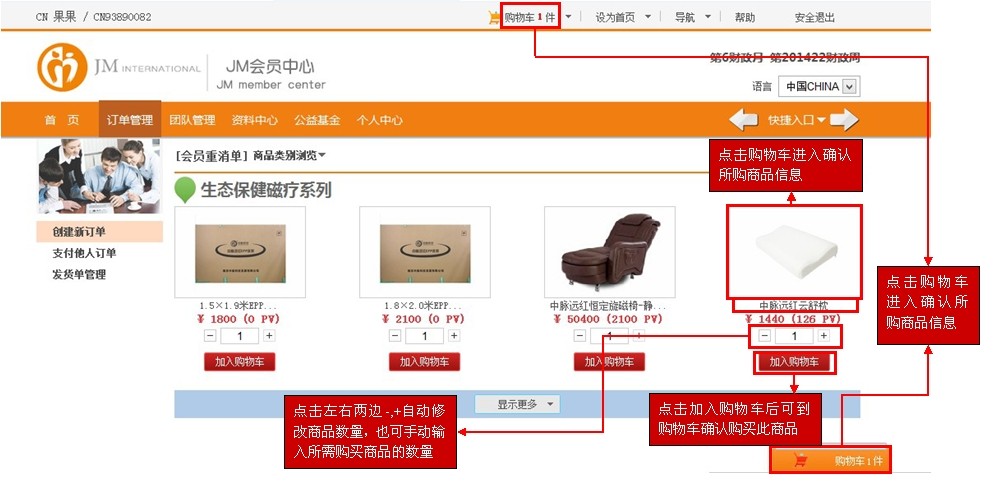 CN 果果 / CN93890082
购物车 1 件
设为首页
导航
帮助
安全退出
JM INTERNATIONAL
JM会员中心
JM member center
第6财政月 第201422财政周
语言
中国CHINA
首 页
订单管理
团队管理
资料中心
公益基金
个人中心
快捷入口
[会员重消单] 商品类别浏览
点击购物车进入确认
所购商品信息
生态保健磁疗系列
创建新订单
支付他人订单
发货单管理
1.5×1.9米EPP...
¥ 1800 (0 PV)
- 1 +
加入购物车
1.8×2.0米EPP...
¥ 2100 (0 PV)
- 1 +
加入购物车
中脉远红恒定旋磁椅-静...
¥ 50400 (2100 PV)
- 1 +
加入购物车
中脉远红云舒枕
¥ 1440 (126 PV)
- 1 +
加入购物车
点击购物车
进入确认所
购商品信息
显示更多
点击左右两边-,+自动修
改商品数量，也可手动输
入所需购买商品的数量
点击加入购物车后可到
购物车确认购买此商品
购物车1件